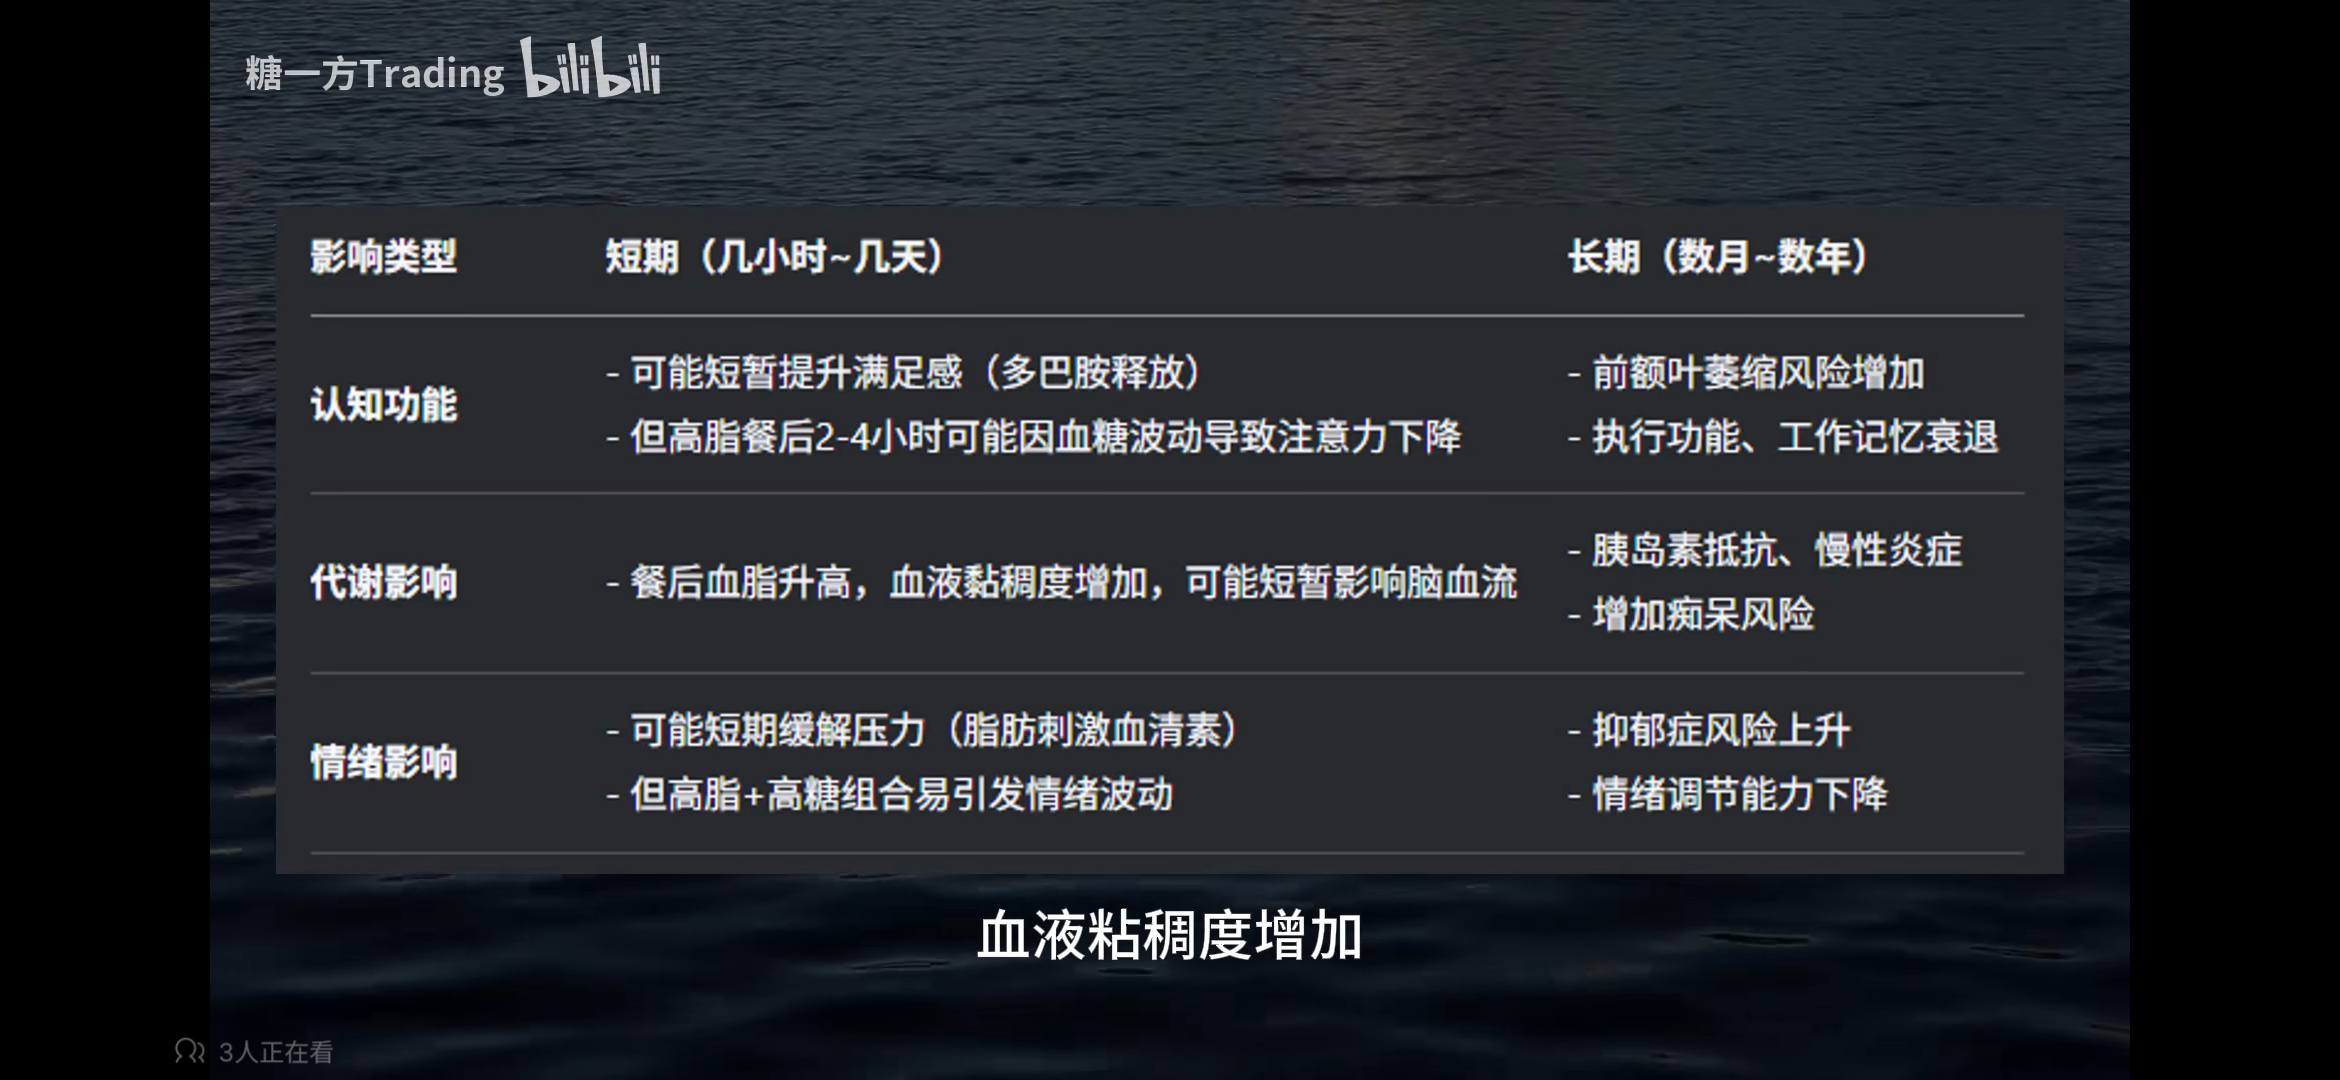 糖一方Trading bilibili
影响类型 短期（几小时~几天） 长期（数月~数年）
认知功能
- 可能短暂提升满足感（多巴胺释放）
- 但高脂餐后2-4小时可能因血糖波动导致注意力下降
- 前额叶萎缩风险增加
- 执行功能、工作记忆衰退
代谢影响
- 餐后血脂升高，血液黏稠度增加，可能短暂影响脑血流
- 胰岛素抵抗、慢性炎症
- 增加痴呆风险
情绪影响
- 可能短期缓解压力（脂肪刺激血清素）
- 但高脂+高糖组合易引发情绪波动
- 抑郁症风险上升
- 情绪调节能力下降
血液粘稠度增加
3人正在看